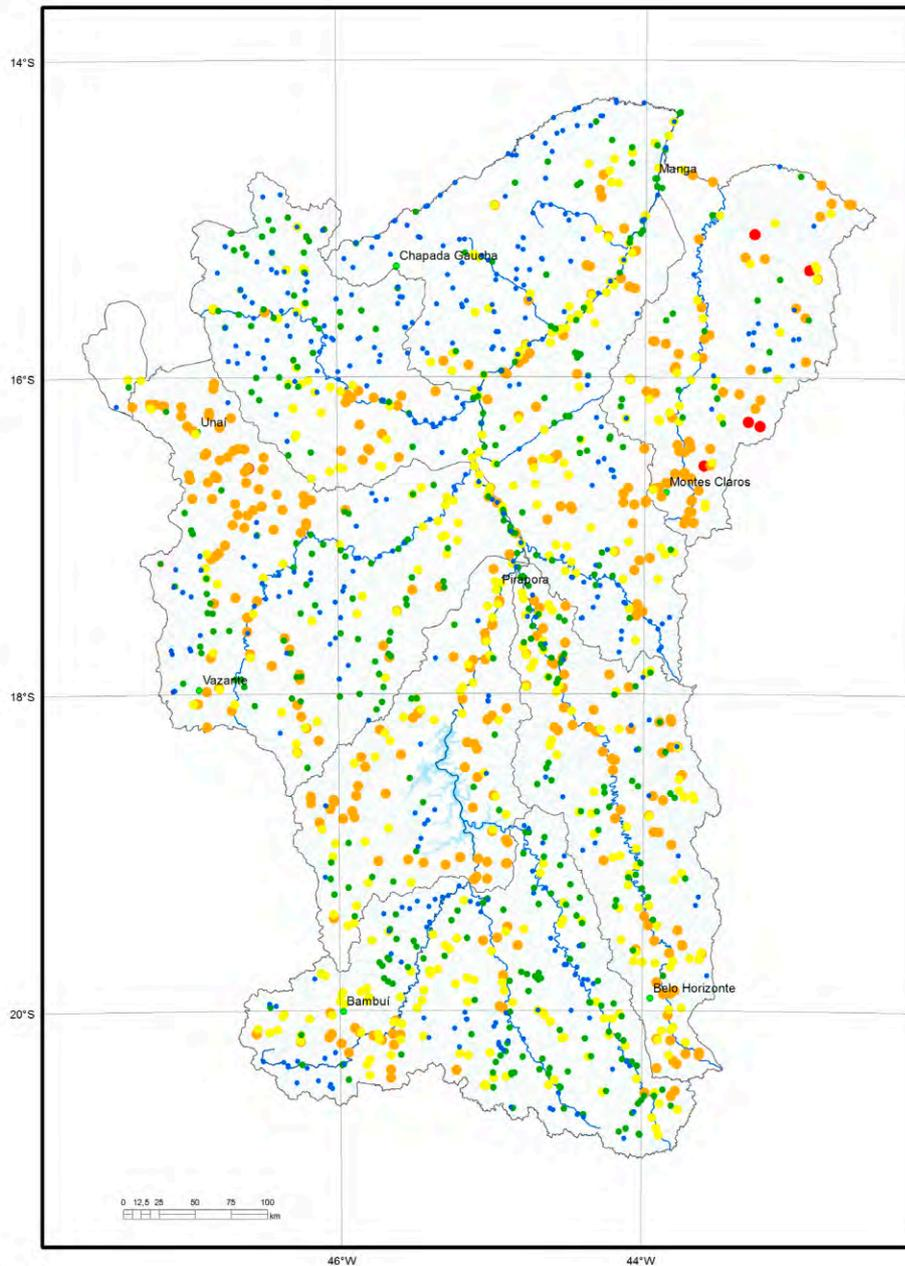 14°S
Manga
Chapada Gaúcha
16°S
Unaí
Montes Claros
Pirapora
Vazante
18°S
Belo Horizonte
20°S
Bambuí
0 12,5 25 50 75 100
km
46°W 44°W